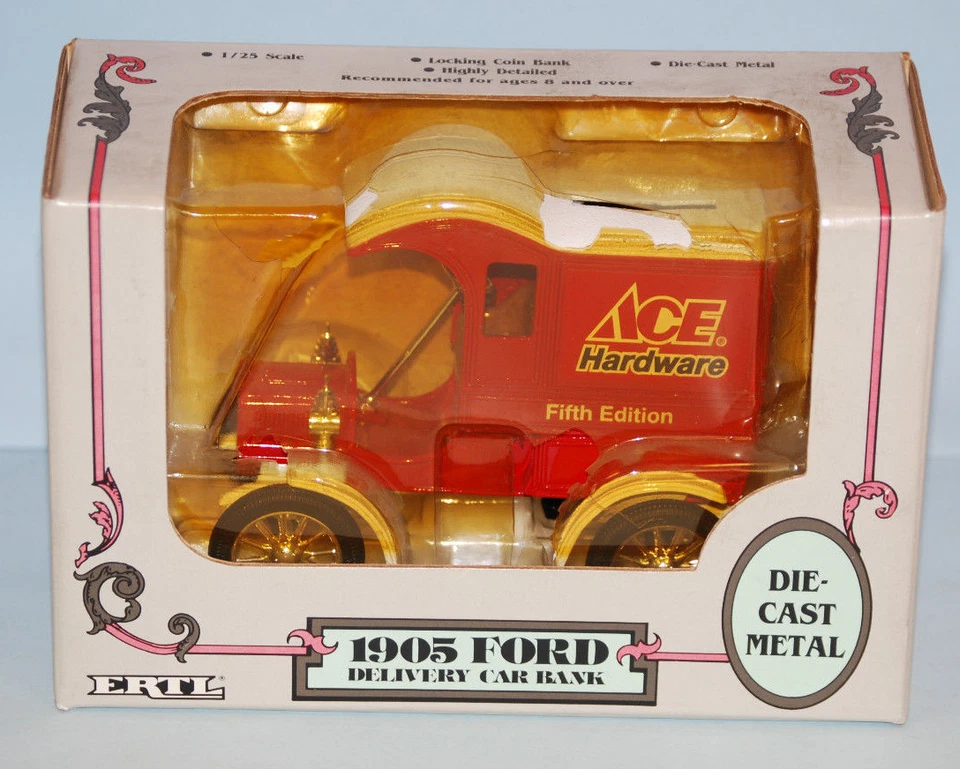 • 1/25 Scale
• Locking Coin Bank
• Highly Detailed
• Die-Cast Metal
Recommended for ages 8 and over
ACE®
Hardware
Fifth Edition
DIE-
CAST
METAL
1905 FORD
DELIVERY CAR BANK
ERTL®